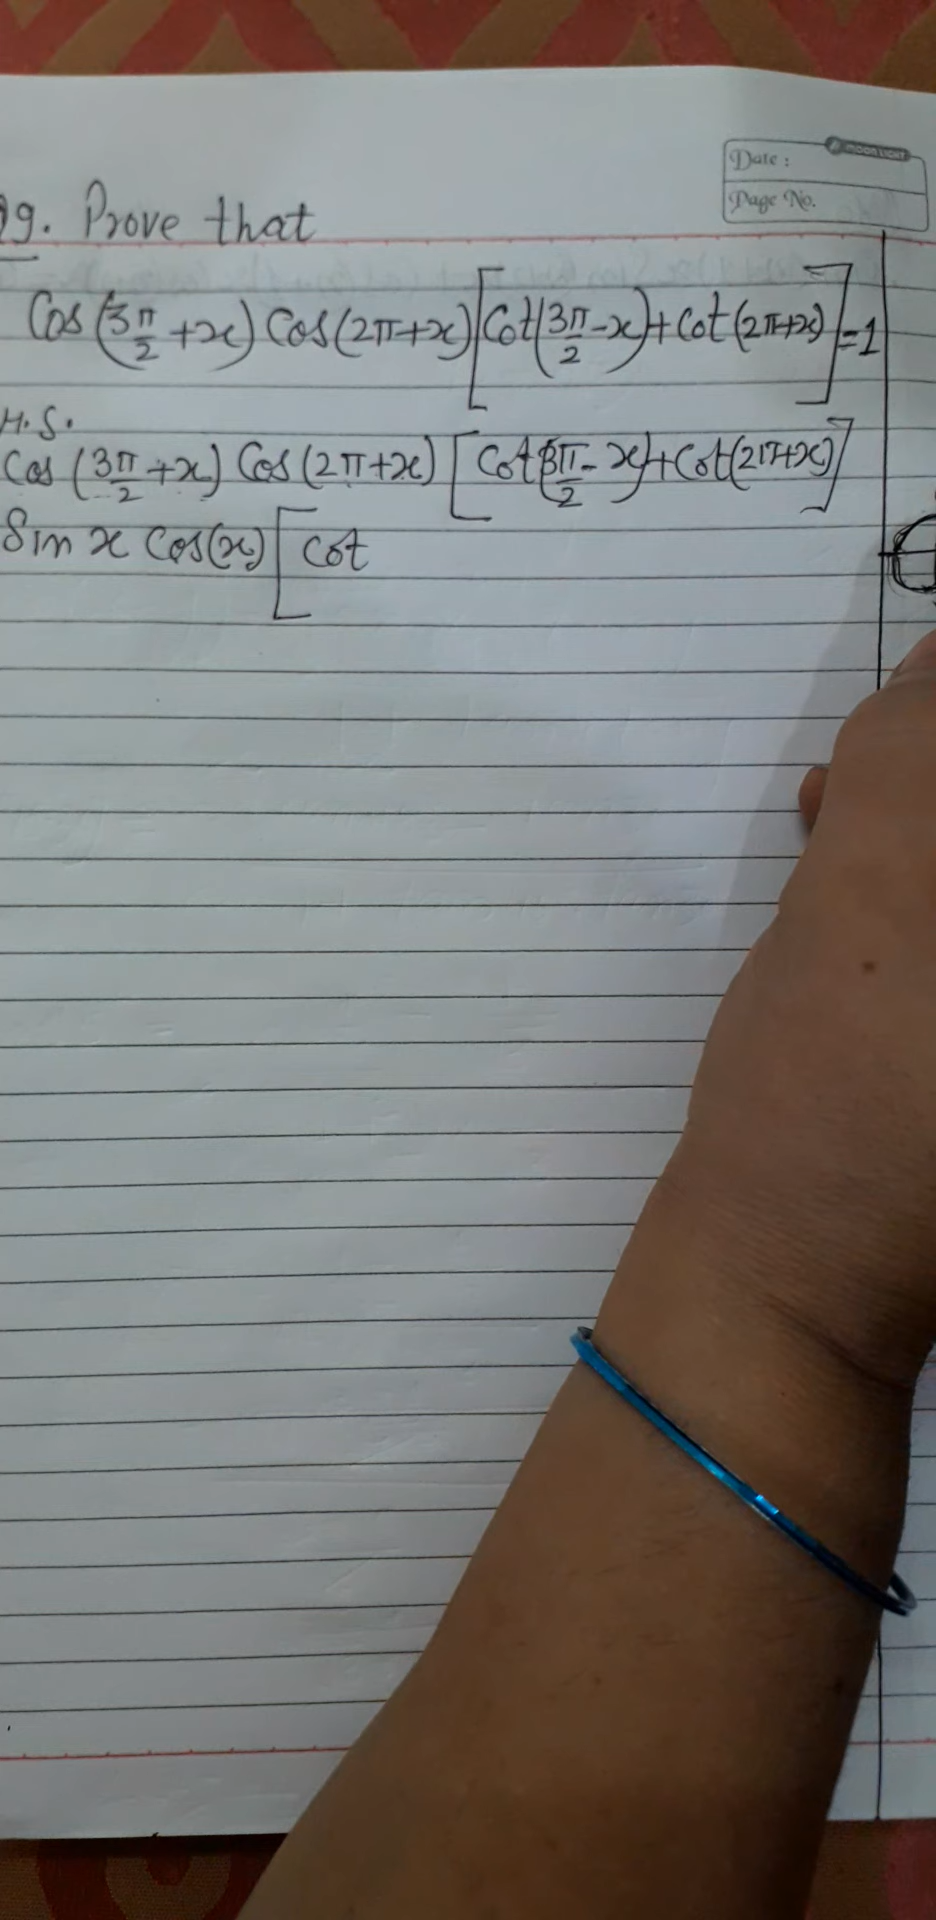 Date :
Page No.
9. Prove that
Cos(3π/2 +x) Cos(2π+x)[Cot(3π/2-x)+Cot(2π+x)]=1
H.S.
Cos (3π/2+x) Cos(2π+x) [Cot(3π/2-x)+Cot(2π+x)]
Sin x Cos(x)[Cot